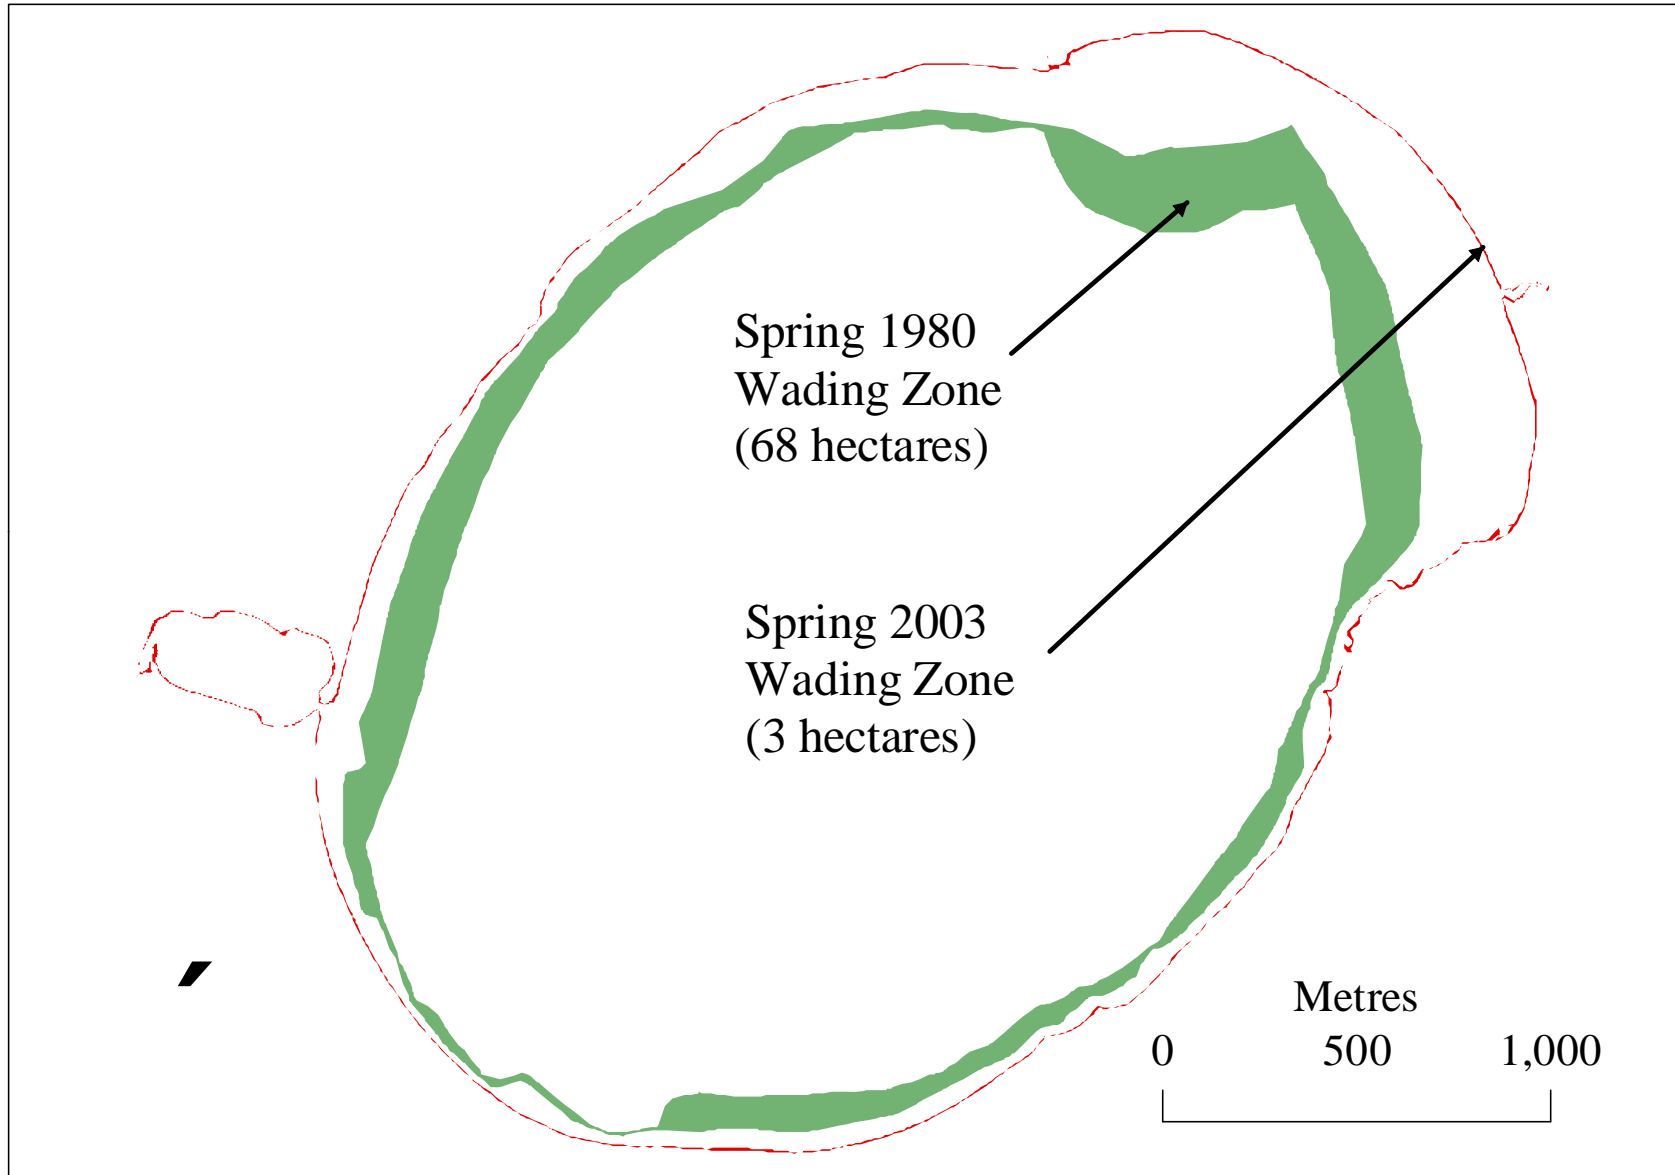 Spring 1980
Wading Zone
(68 hectares)
Spring 2003
Wading Zone
(3 hectares)
Metres
0 500 1,000